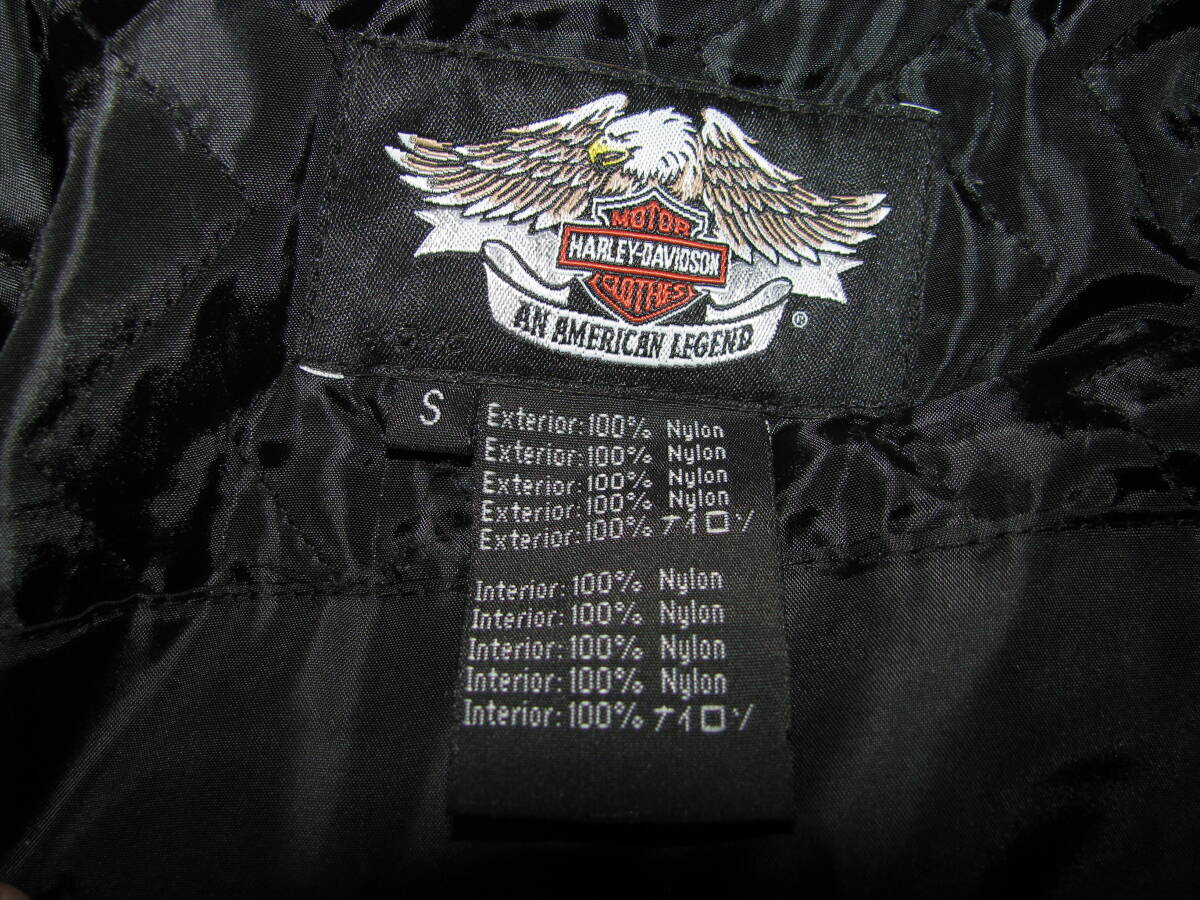 MOTOR
HARLEY-DAVIDSON
CLOTHES
AN AMERICAN LEGEND
®
S
Exterior:100% Nylon
Exterior:100% Nylon
Exterior:100% Nylon
Exterior:100% Nylon
Exterior:100% ナイロン
Interior:100% Nylon
Interior:100% Nylon
Interior:100% Nylon
Interior:100% Nylon
Interior:100% ナイロン